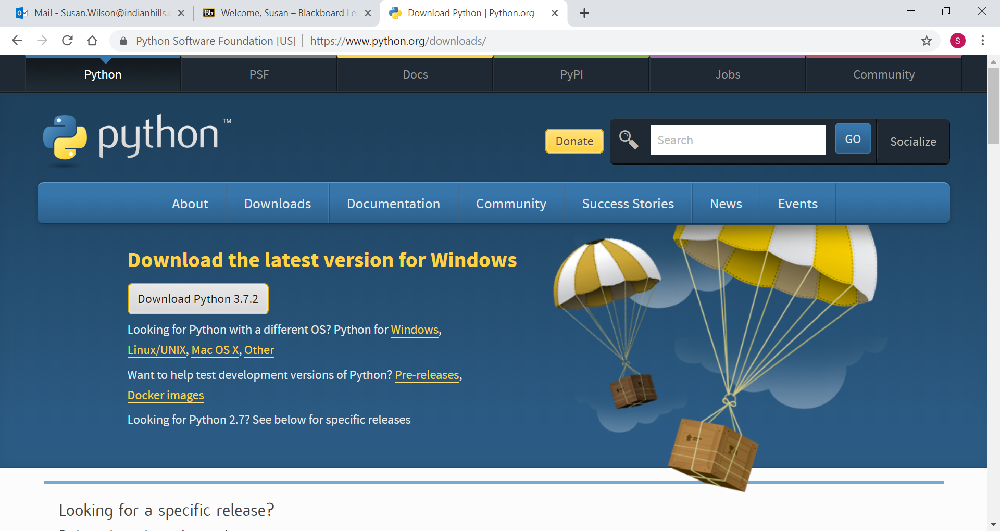 Mail - Susan.Wilson@indianhills.e
Welcome, Susan – Blackboard Le
Download Python | Python.org
Python Software Foundation [US] | https://www.python.org/downloads/
S
Python
PSF
Docs
PyPI
Jobs
Community
python™
Donate
Search
GO
Socialize
About
Downloads
Documentation
Community
Success Stories
News
Events
Download the latest version for Windows
Download Python 3.7.2
Looking for Python with a different OS? Python for Windows,
Linux/UNIX, Mac OS X, Other
Want to help test development versions of Python? Pre-releases,
Docker images
Looking for Python 2.7? See below for specific releases
Looking for a specific release?